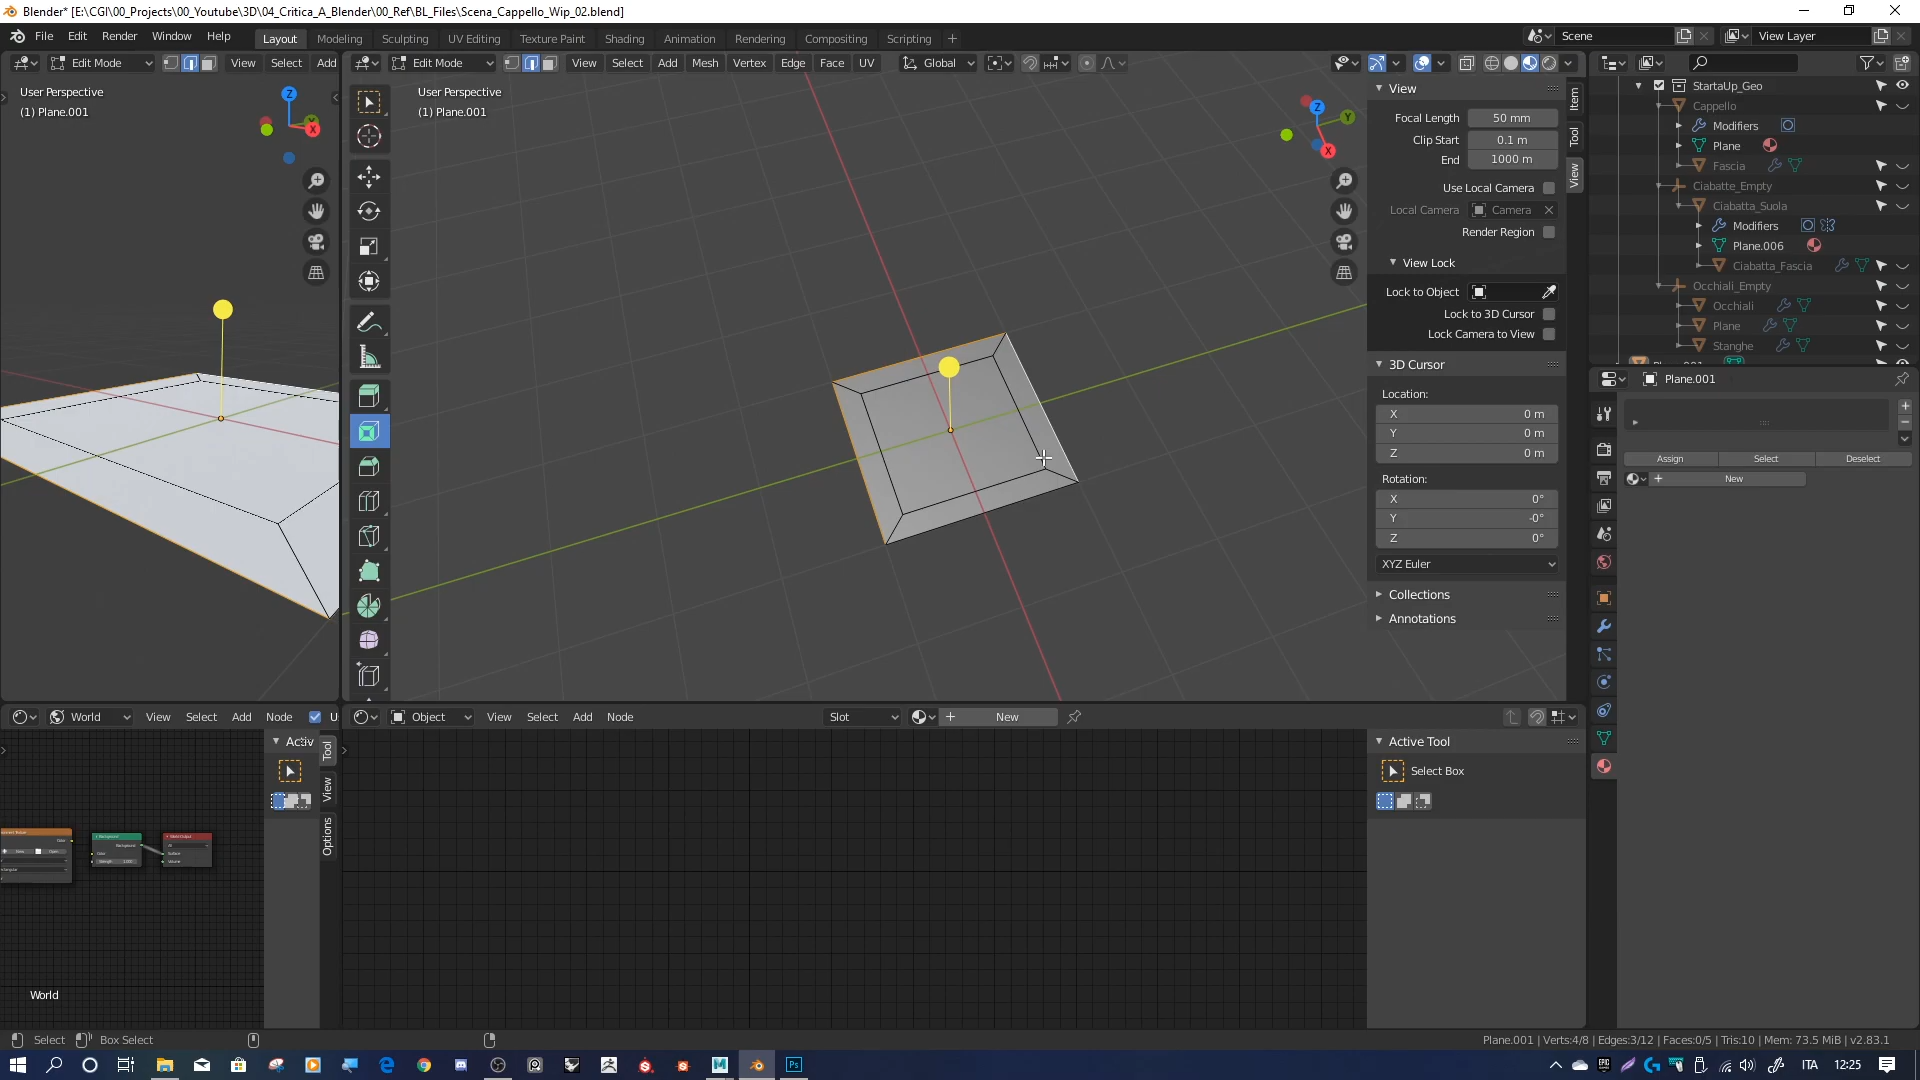 Blender* [E:\CGI\00_Projects\00_Youtube\3D\04_Critica_A_Blender\00_Ref\BL_Files\Scena_Cappello_Wip_02.blend]
File Edit Render Window Help Layout Modeling Sculpting UV Editing Texture Paint Shading Animation Rendering Compositing Scripting + Scene View Layer
Edit Mode View Select Add
Edit Mode View Select Add Mesh Vertex Edge Face UV Global
User Perspective
(1) Plane.001
User Perspective
(1) Plane.001
Z
X
Z
Y
X
View
Focal Length 50 mm
Clip Start 0.1 m
End 1000 m
Use Local Camera
Local Camera Camera
Render Region
View Lock
Lock to Object
Lock to 3D Cursor
Lock Camera to View
3D Cursor
Location:
X 0 m
Y 0 m
Z 0 m
Rotation:
X 0°
Y -0°
Z 0°
XYZ Euler
Collections
Annotations
Item
Tool
View
StartaUp_Geo
Cappello
Modifiers
Plane
Fascia
Ciabatte_Empty
Ciabatta_Suola
Modifiers
Plane.006
Ciabatta_Fascia
Occhiali_Empty
Occhiali
Plane
Stanghe
Plane.001
Assign Select Deselect
New
World View Select Add Node U
Activ
Tool
View
Options
Background
Background
Color
World
Object View Select Add Node Slot New
Active Tool
Select Box
Select Box Select
Plane.001 | Verts:4/8 | Edges:3/12 | Faces:0/5 | Tris:10 | Mem: 73.5 MiB | v2.83.1
ITA 12:25